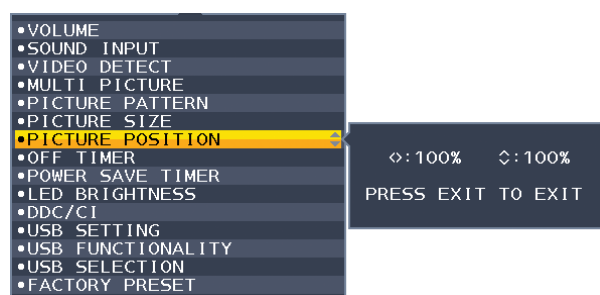 •VOLUME
•SOUND INPUT
•VIDEO DETECT
•MULTI PICTURE
•PICTURE PATTERN
•PICTURE SIZE
•PICTURE POSITION
•OFF TIMER
•POWER SAVE TIMER
•LED BRIGHTNESS
•DDC/CI
•USB SETTING
•USB FUNCTIONALITY
•USB SELECTION
•FACTORY PRESET
<>:100% ◇:100%
PRESS EXIT TO EXIT